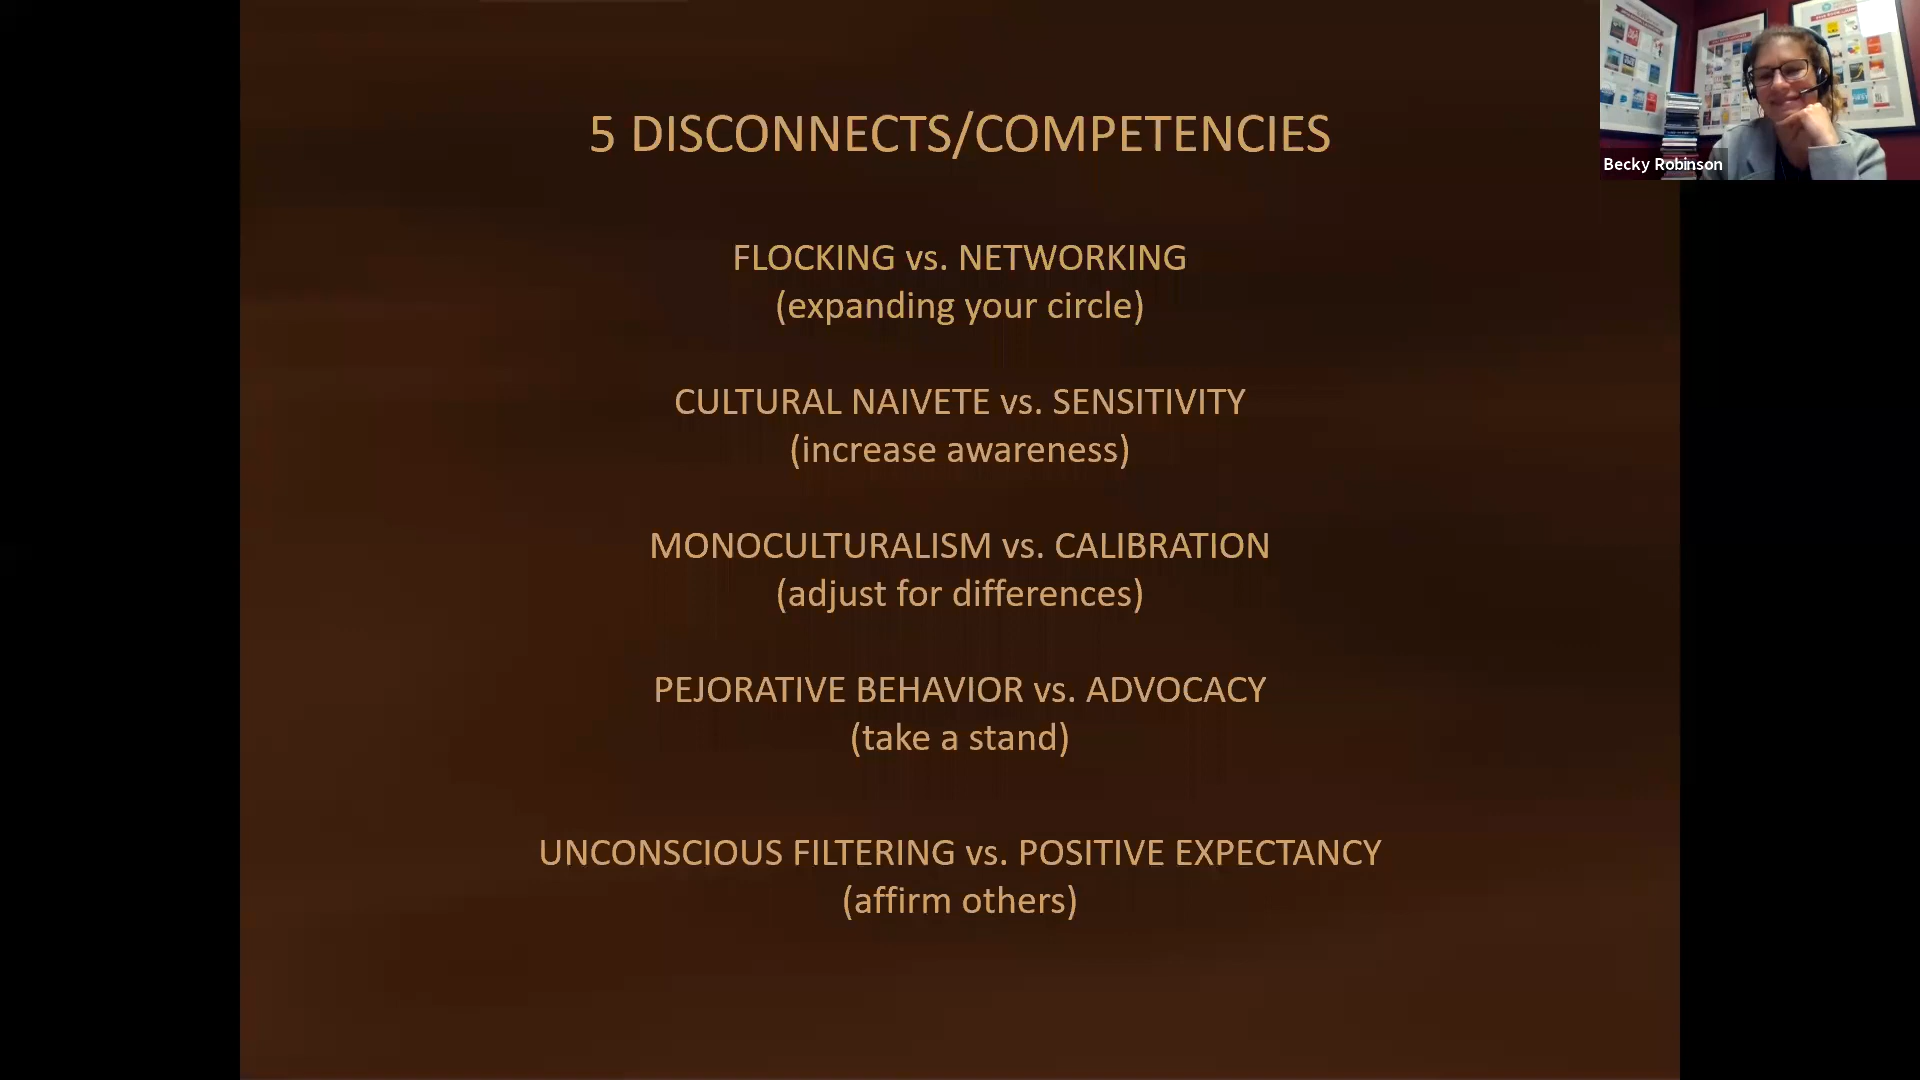 5 DISCONNECTS/COMPETENCIES
FLOCKING vs. NETWORKING
(expanding your circle)
CULTURAL NAIVETE vs. SENSITIVITY
(increase awareness)
MONOCULTURALISM vs. CALIBRATION
(adjust for differences)
PEJORATIVE BEHAVIOR vs. ADVOCACY
(take a stand)
UNCONSCIOUS FILTERING vs. POSITIVE EXPECTANCY
(affirm others)
Becky Robinson